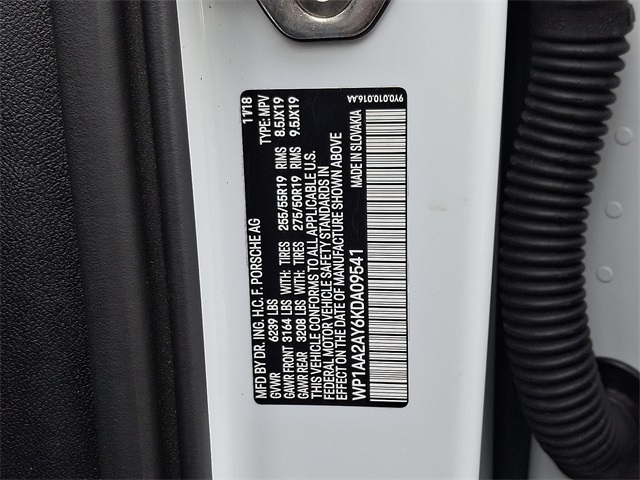 MFD BY DR. ING. H.C. F. PORSCHE AG 11/18
GVWR 6239 LBS TYPE: MPV
GAWR FRONT 3164 LBS WITH: TIRES 255/55R19 RIMS 8.5JX19
GAWR REAR 3208 LBS WITH: TIRES 275/50R19 RIMS 9.5JX19
THIS VEHICLE CONFORMS TO ALL APPLICABLE U.S.
FEDERAL MOTOR VEHICLE SAFETY STANDARDS IN
EFFECT ON THE DATE OF MANUFACTURE SHOWN ABOVE
WP1AA2AY6KDA09541 MADE IN SLOVAKIA
9Y0.010.016.AA